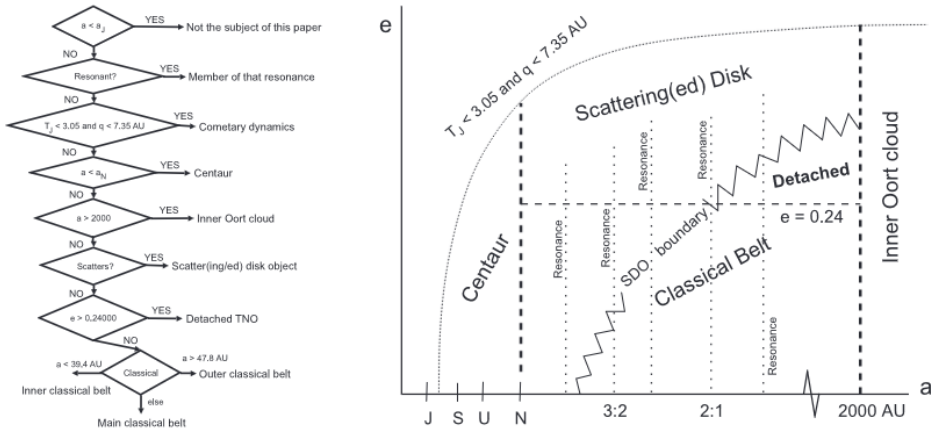 a < aJ
YES
Not the subject of this paper
NO
Resonant?
YES
Member of that resonance
NO
TJ < 3.05 and q < 7.35 AU
YES
Cometary dynamics
NO
a < aN
YES
Centaur
NO
a > 2000
YES
Inner Oort cloud
NO
Scatters?
YES
Scatter(ing/ed) disk object
NO
e > 0,24000
YES
Detached TNO
NO
a < 39,4 AU
Classical
a > 47.8 AU
Inner classical belt
Outer classical belt
else
Main classical belt
e
TJ < 3.05 and q < 7.35 AU
Scattering(ed) Disk
Resonance
Resonance
Resonance
Resonance
Detached
e = 0.24
Centaur
SDO boundary
Classical Belt
Resonance
Inner Oort cloud
a
J S U N 3:2 2:1 2000 AU